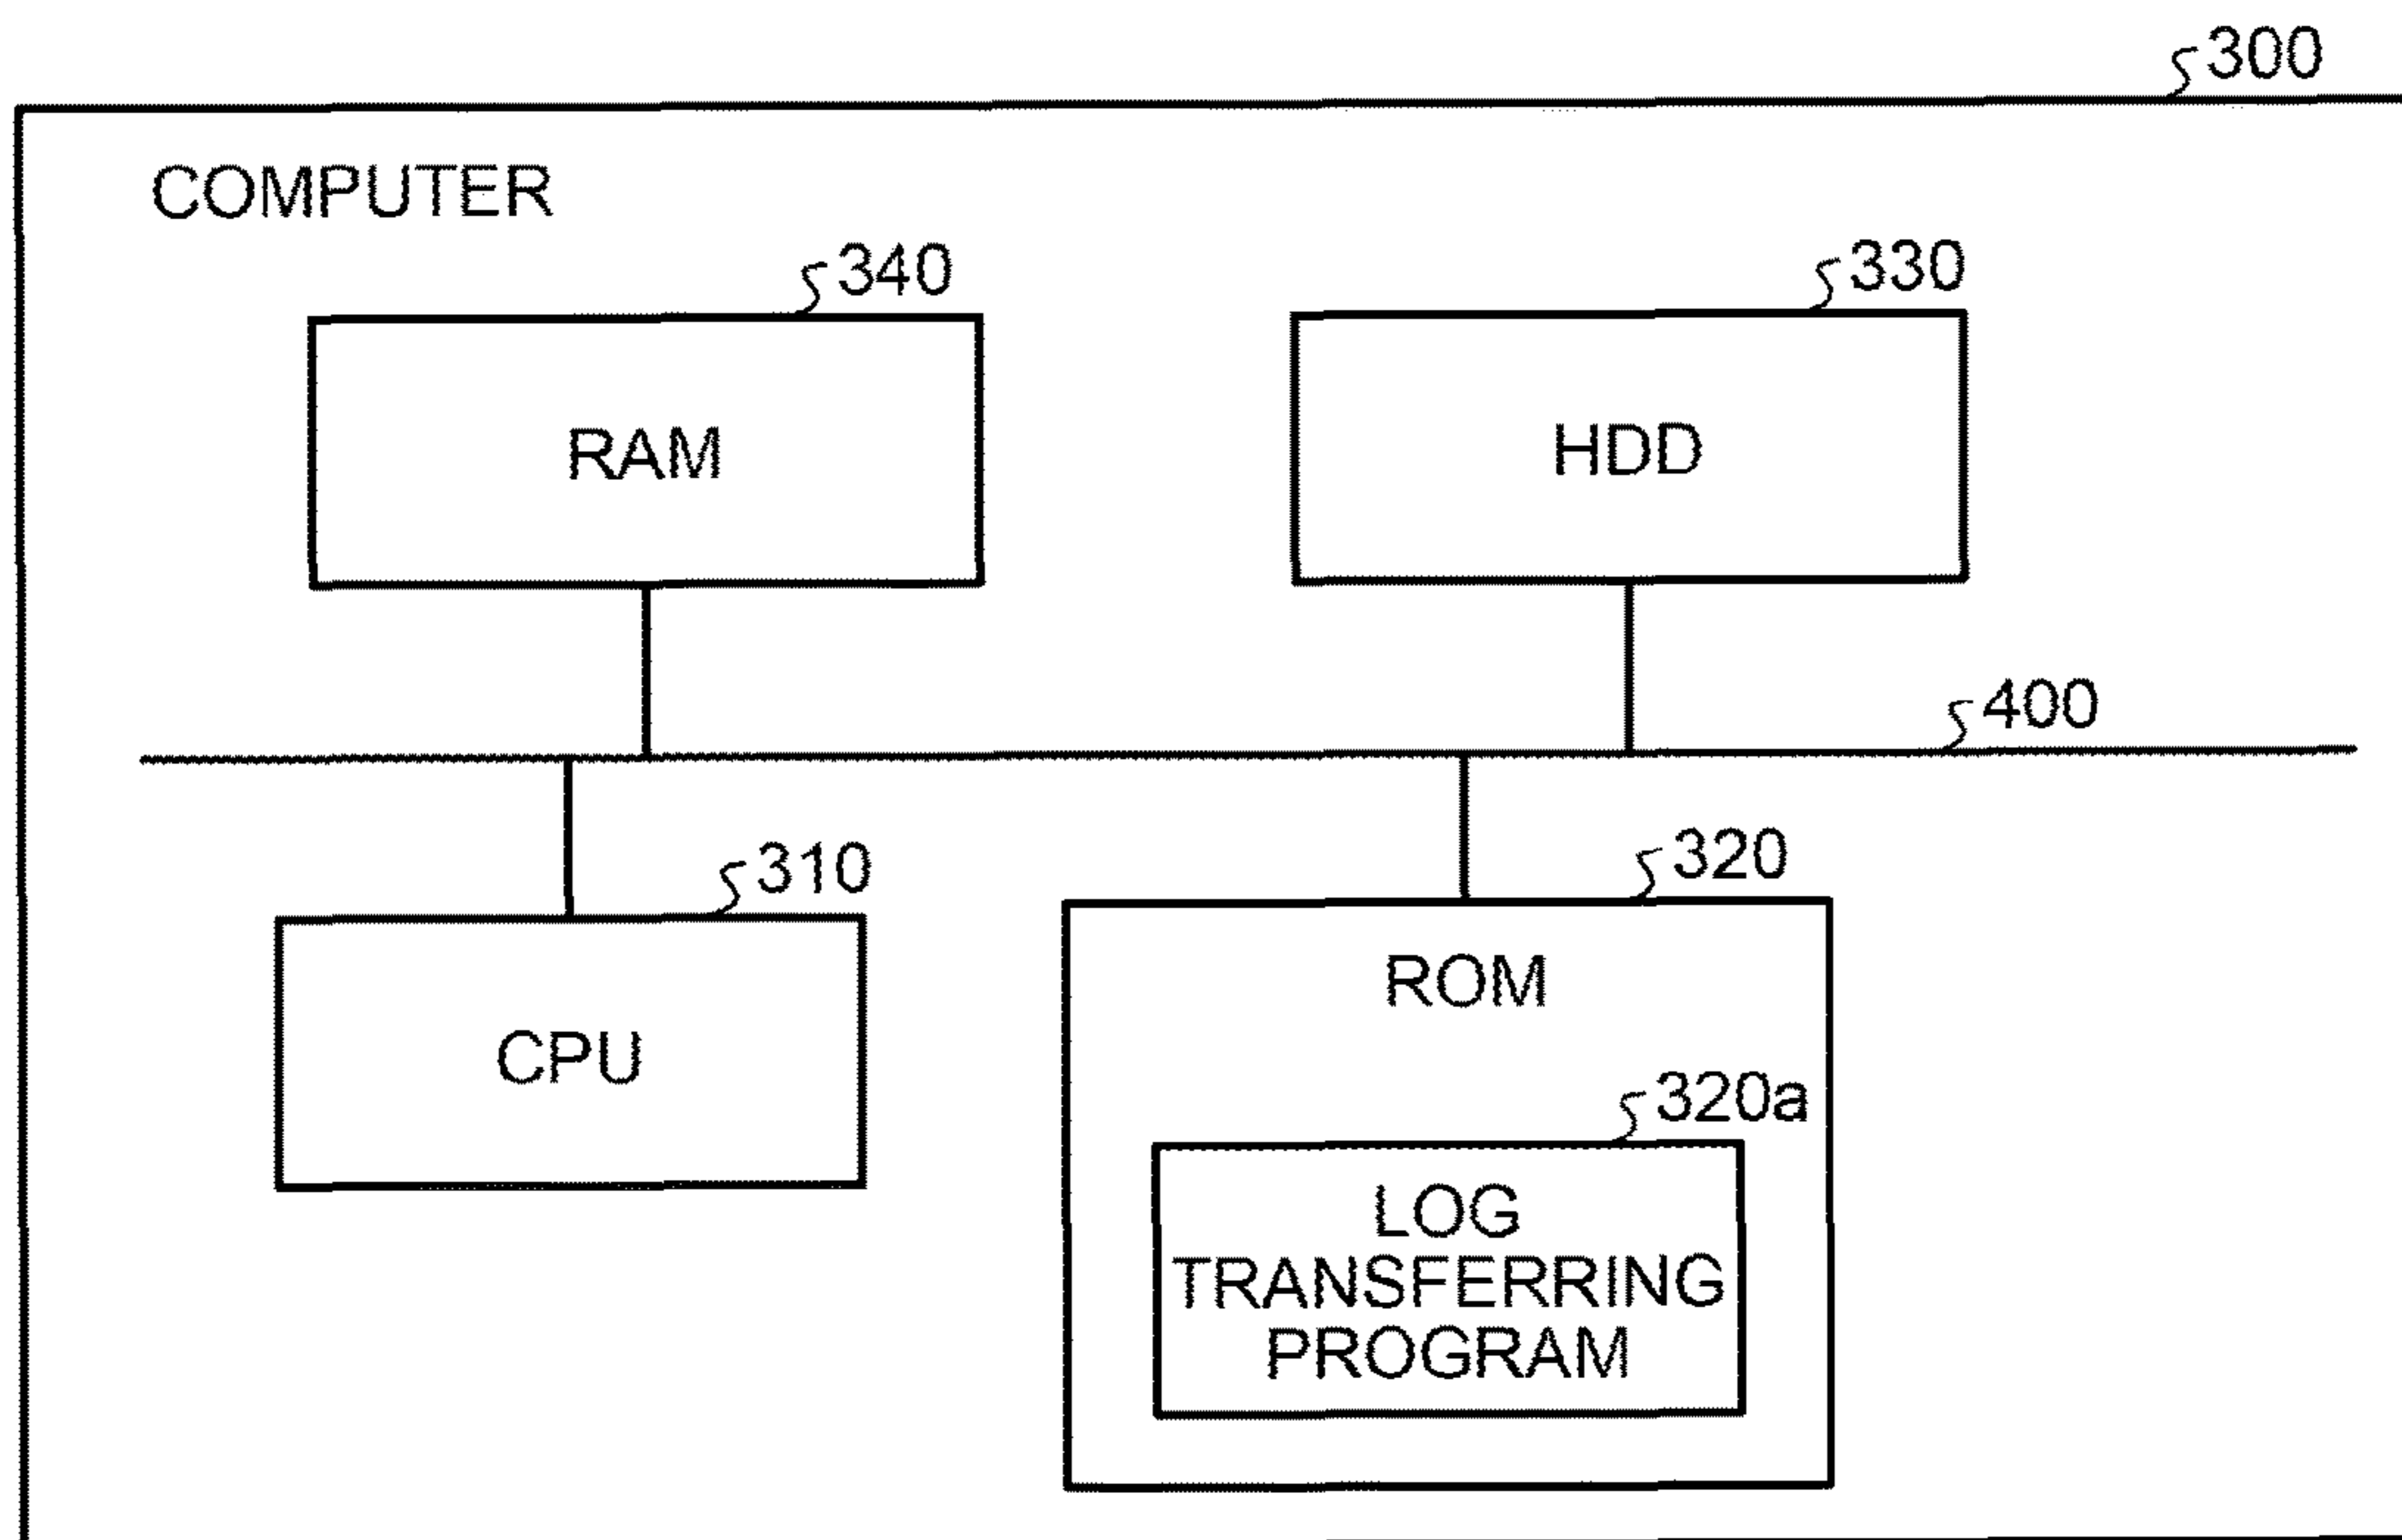 300
COMPUTER
340
330
RAM
HDD
400
310
320
CPU
ROM
320a
LOG
TRANSFERRING
PROGRAM